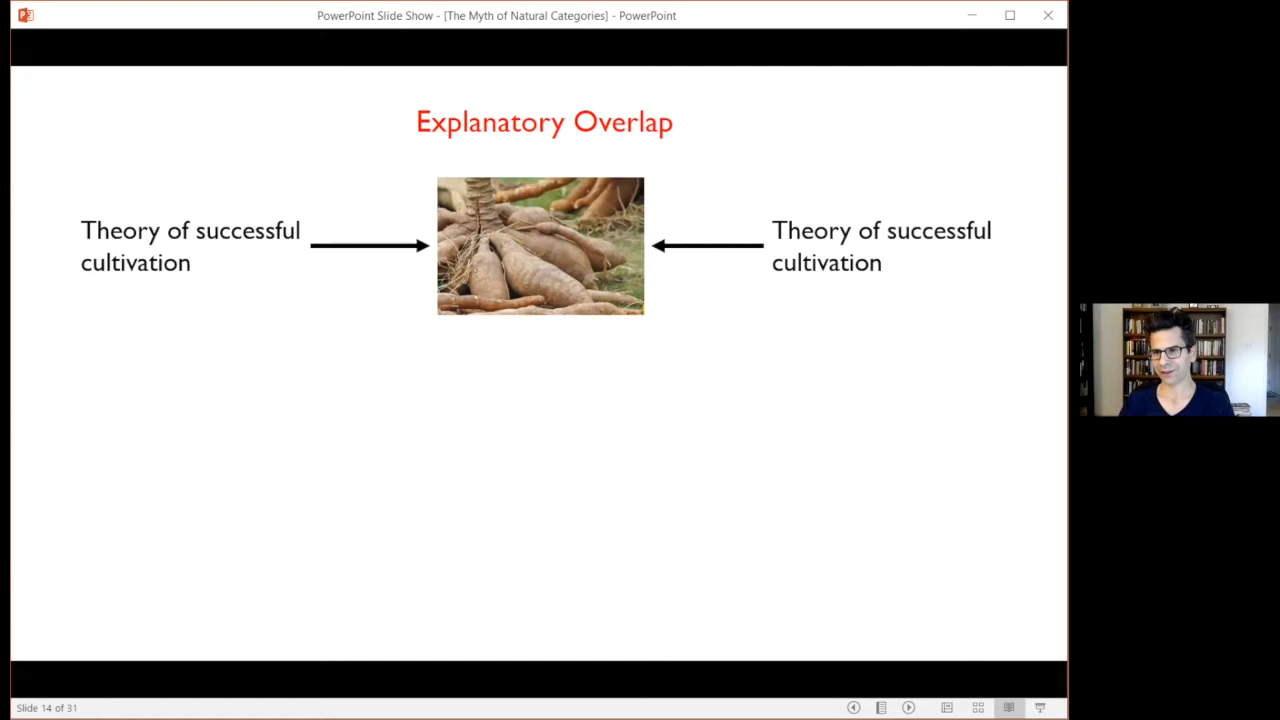 PowerPoint Slide Show - [The Myth of Natural Categories] - PowerPoint
Explanatory Overlap
Theory of successful
cultivation
Theory of successful
cultivation
Slide 14 of 31